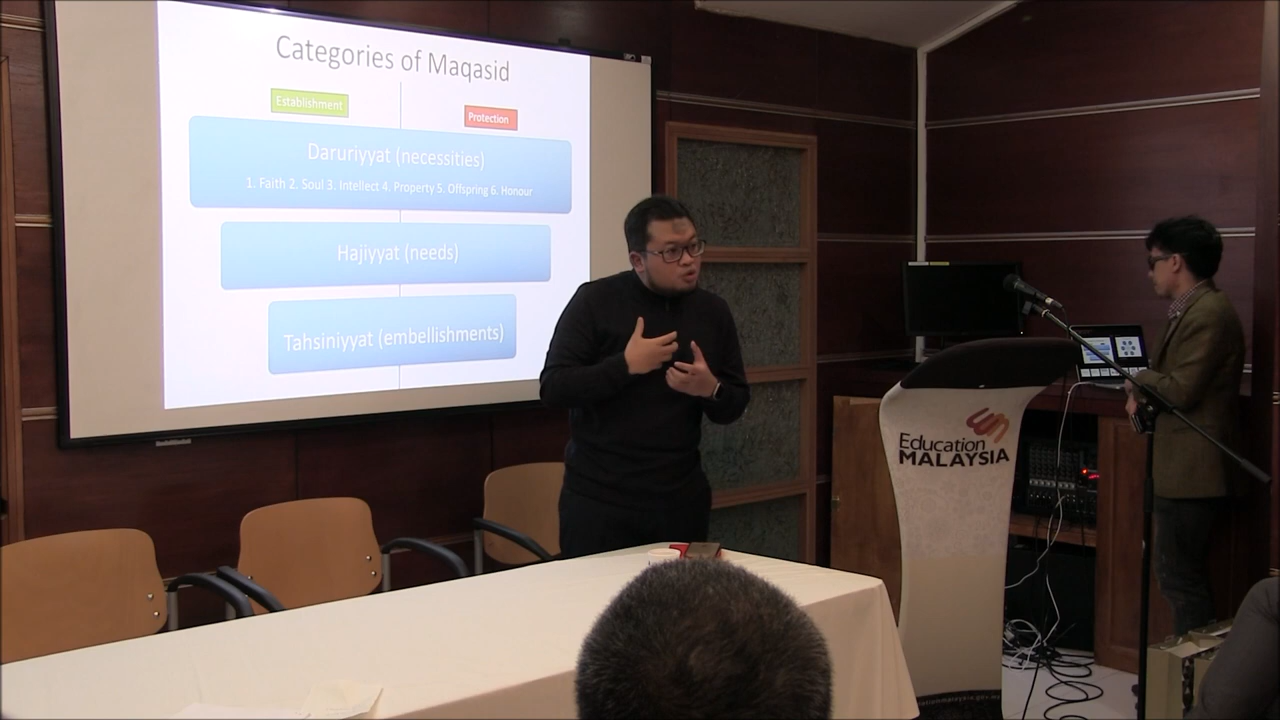 Categories of Maqasid
Establishment
Protection
Daruriyyat (necessities)
1. Faith 2. Soul 3. Intellect 4. Property 5. Offspring 6. Honour
Hajiyyat (needs)
Tahsiniyyat (embellishments)
Education
MALAYSIA